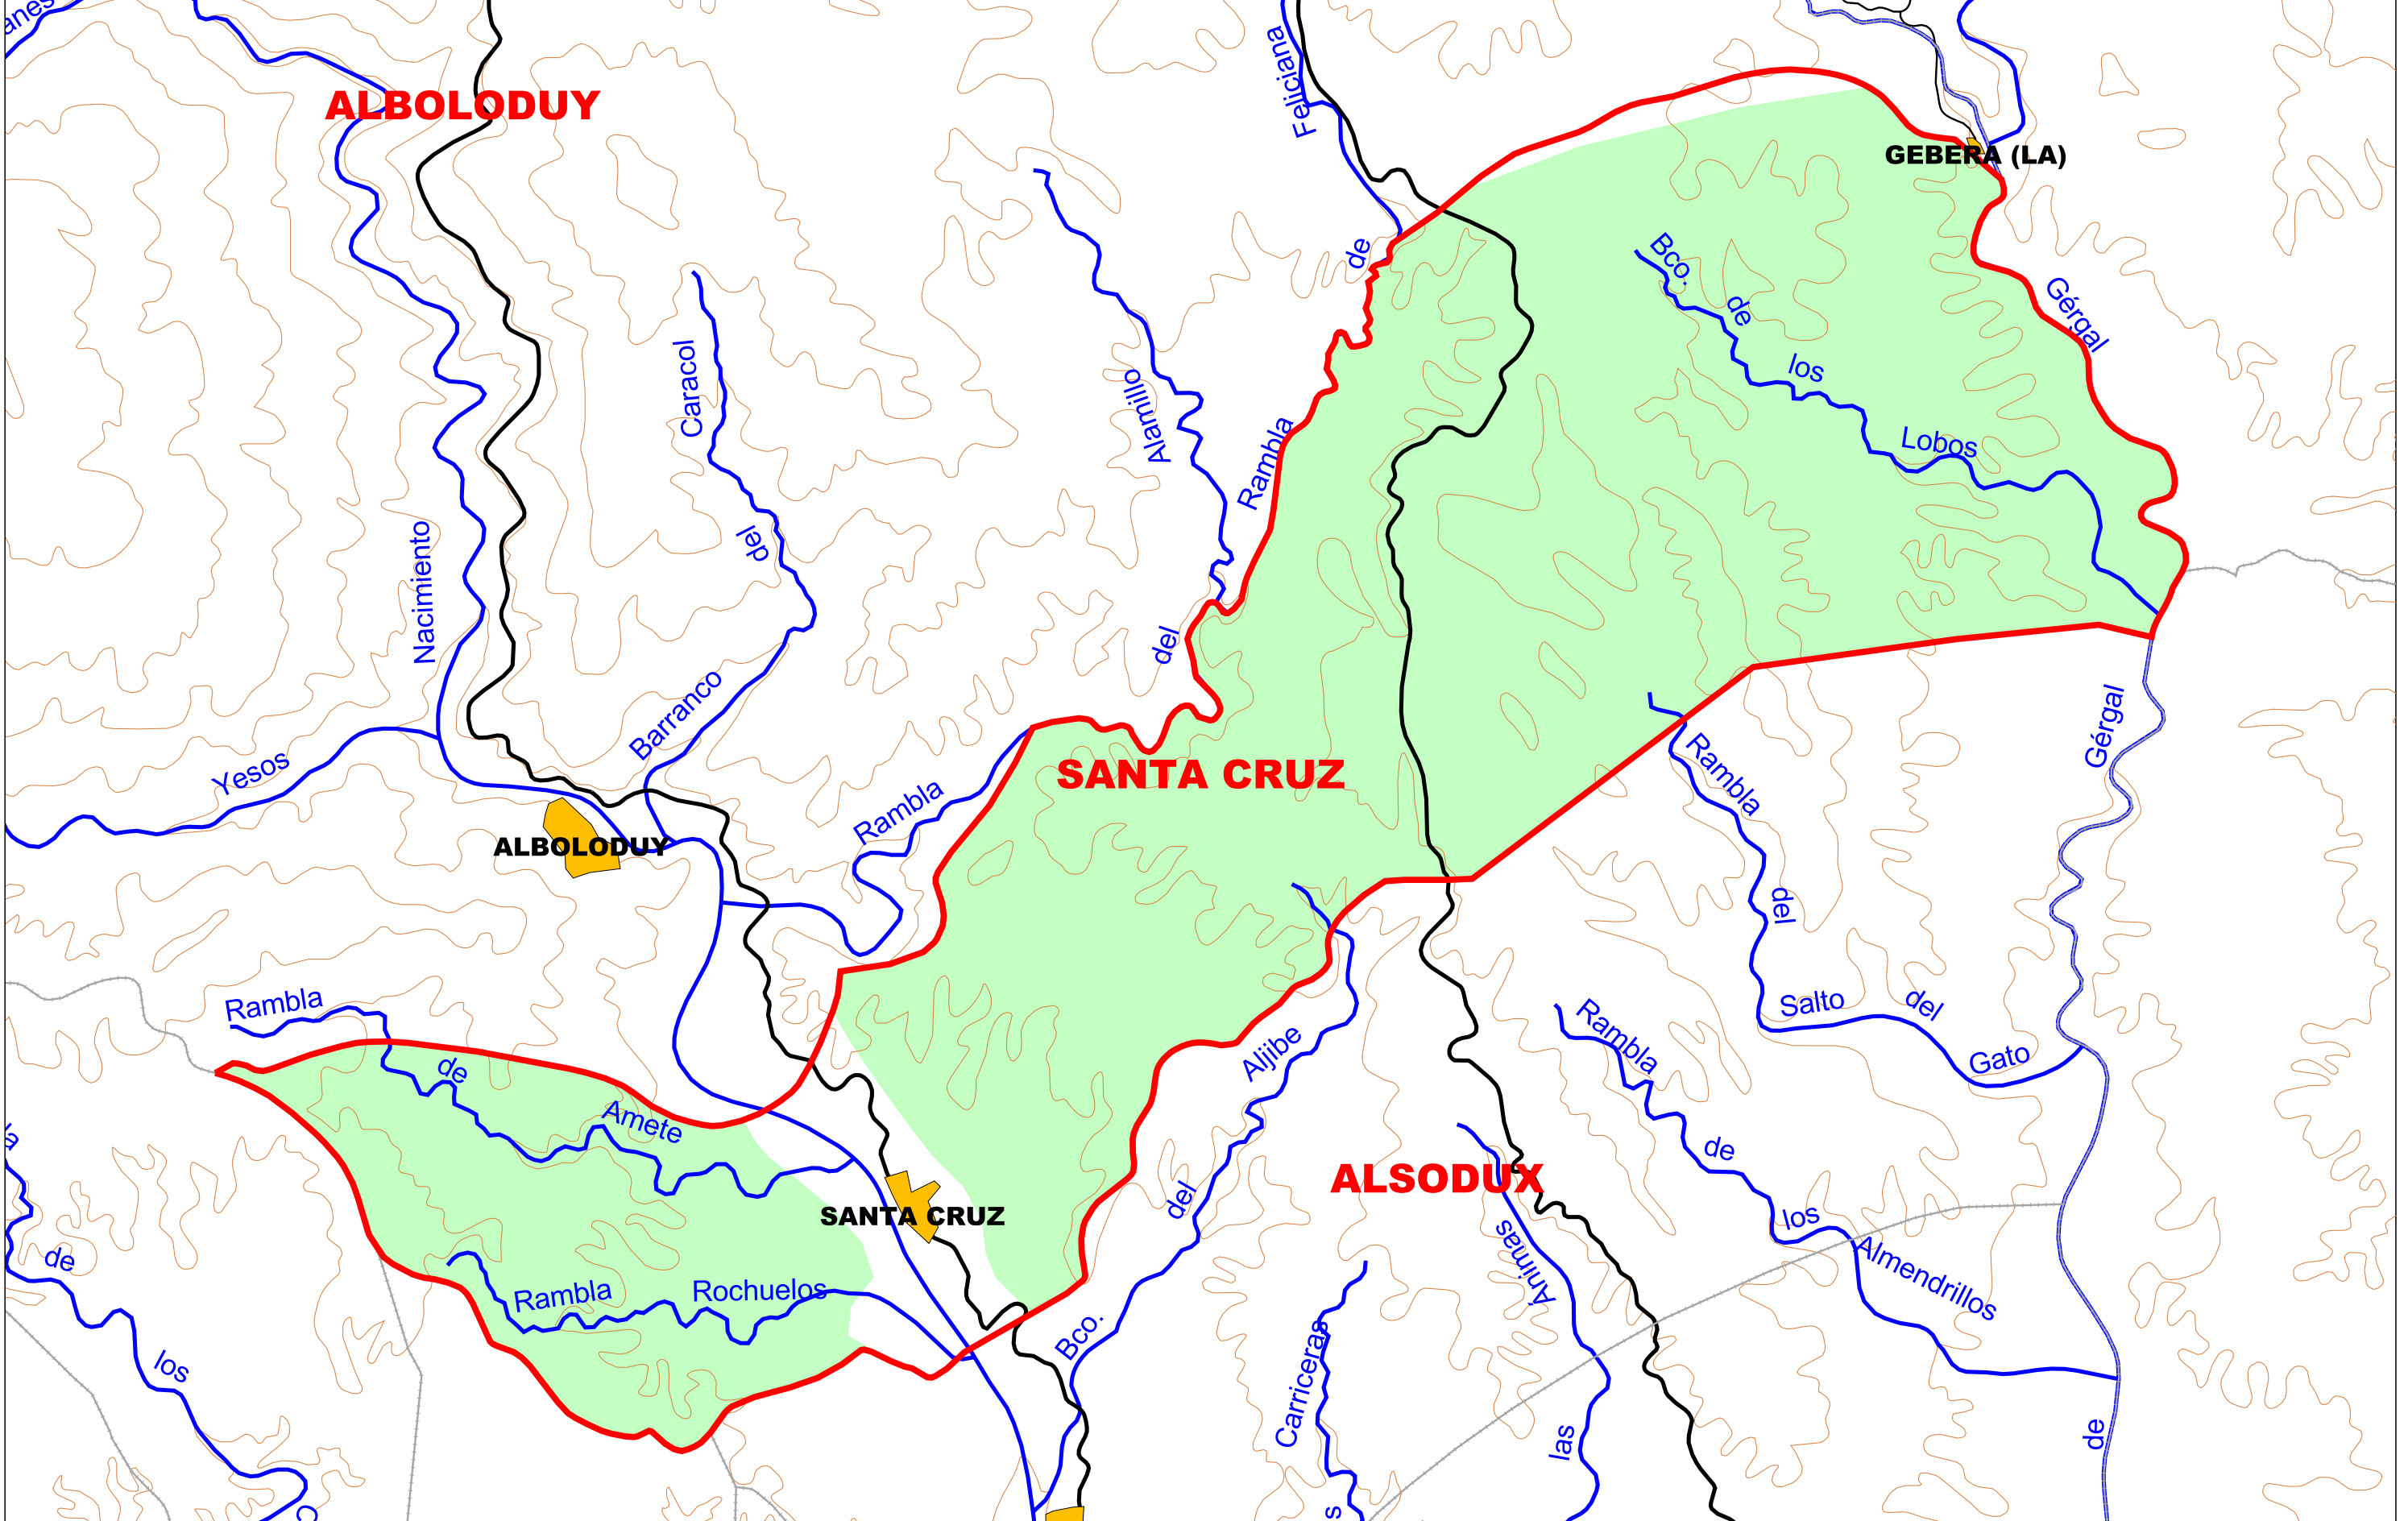 Feliciana
ALBOLODUY
GEBERA (LA)
de
Bco.
de
los
Lobos
Gérgal
Caracol
Alamillo
Rambla
del
Nacimiento
del
Barranco
Yesos
Rambla
SANTA CRUZ
Rambla
Gérgal
ALBOLODUY
del
Rambla
Salto
del
Gato
de
Amete
Aljibe
Rambla
de
los
Almendrillos
ALSODUX
del
SANTA CRUZ
Ánimas
de
Rambla
Rochuelos
Bco.
los
Carriceras
las
de